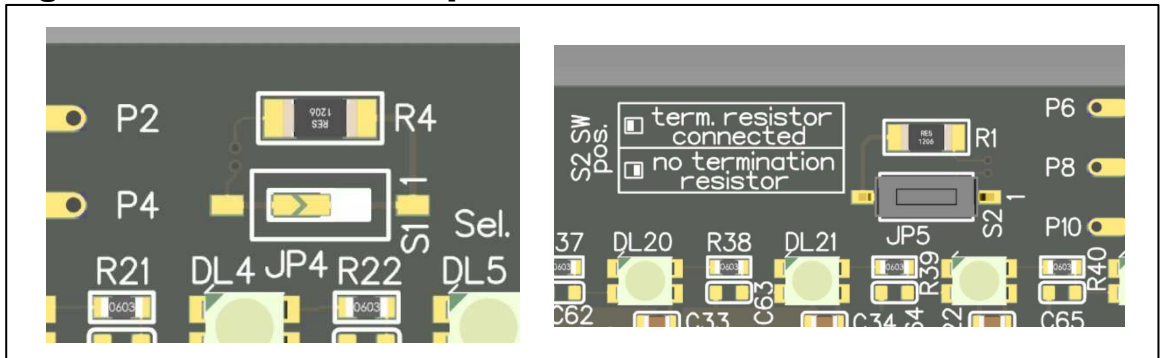 P2
RES
1206
R4
P4
S1 1
Sel.
R21
DL4
JP4
R22
DL5
0603
0603
S2 SW
pos.
term. resistor
connected
no termination
resistor
RES
1206
R1
P6
P8
S2 1
P10
JP5
37
DL20
R38
DL21
R39
R40
0603
0603
0603
0603
C62
C33
C63
C34
64
22
C65